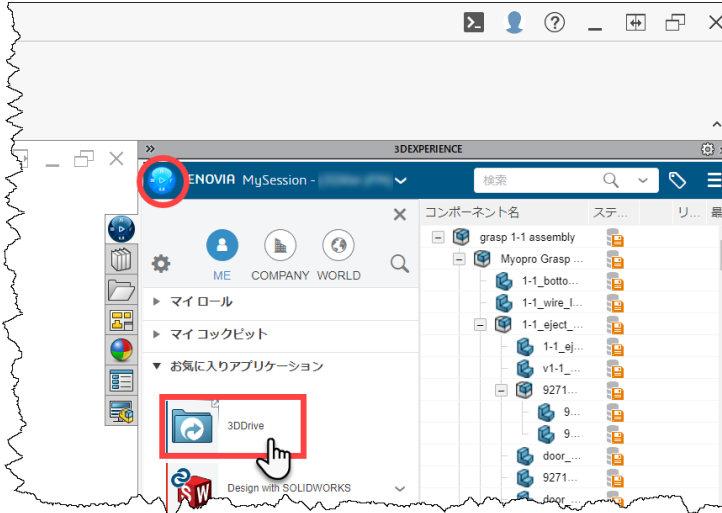 3DEXPERIENCE
ENOVIA MySession -
検索
ME COMPANY WORLD
マイ ロール
マイ コックピット
お気に入りアプリケーション
3DDrive
Design with SOLIDWORKS
コンポーネント名 ステ... リ... 最
grasp 1-1 assembly
Myopro Grasp ...
1-1_botto...
1-1_wire_l...
1-1_eject_...
1-1_ej...
v1-1_...
9271...
9...
9...
door_...
9271...
door